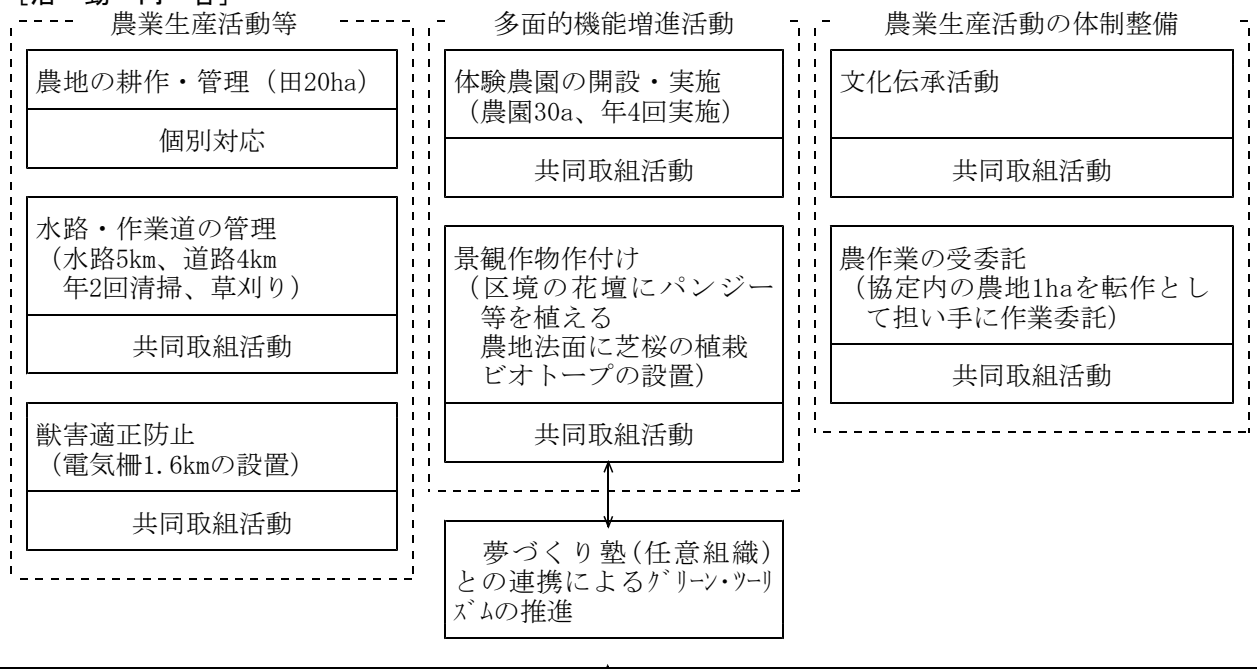 [活 動 内 容]
農業生産活動等
農地の耕作・管理（田20ha）
個別対応
水路・作業道の管理
（水路5km、道路4km
年2回清掃、草刈り）
共同取組活動
獣害適正防止
（電気柵1.6kmの設置）
共同取組活動
多面的機能増進活動
体験農園の開設・実施
（農園30a、年4回実施）
共同取組活動
景観作物作付け
（区境の花壇にパンジー
等を植える
農地法面に芝桜の植栽
ビオトープの設置）
共同取組活動
夢づくり塾(任意組織)
との連携によるｸﾞﾘｰﾝ･ﾂｰﾘ
ｽﾞﾑの推進
農業生産活動の体制整備
文化伝承活動
共同取組活動
農作業の受委託
（協定内の農地1haを転作とし
て担い手に作業委託）
共同取組活動